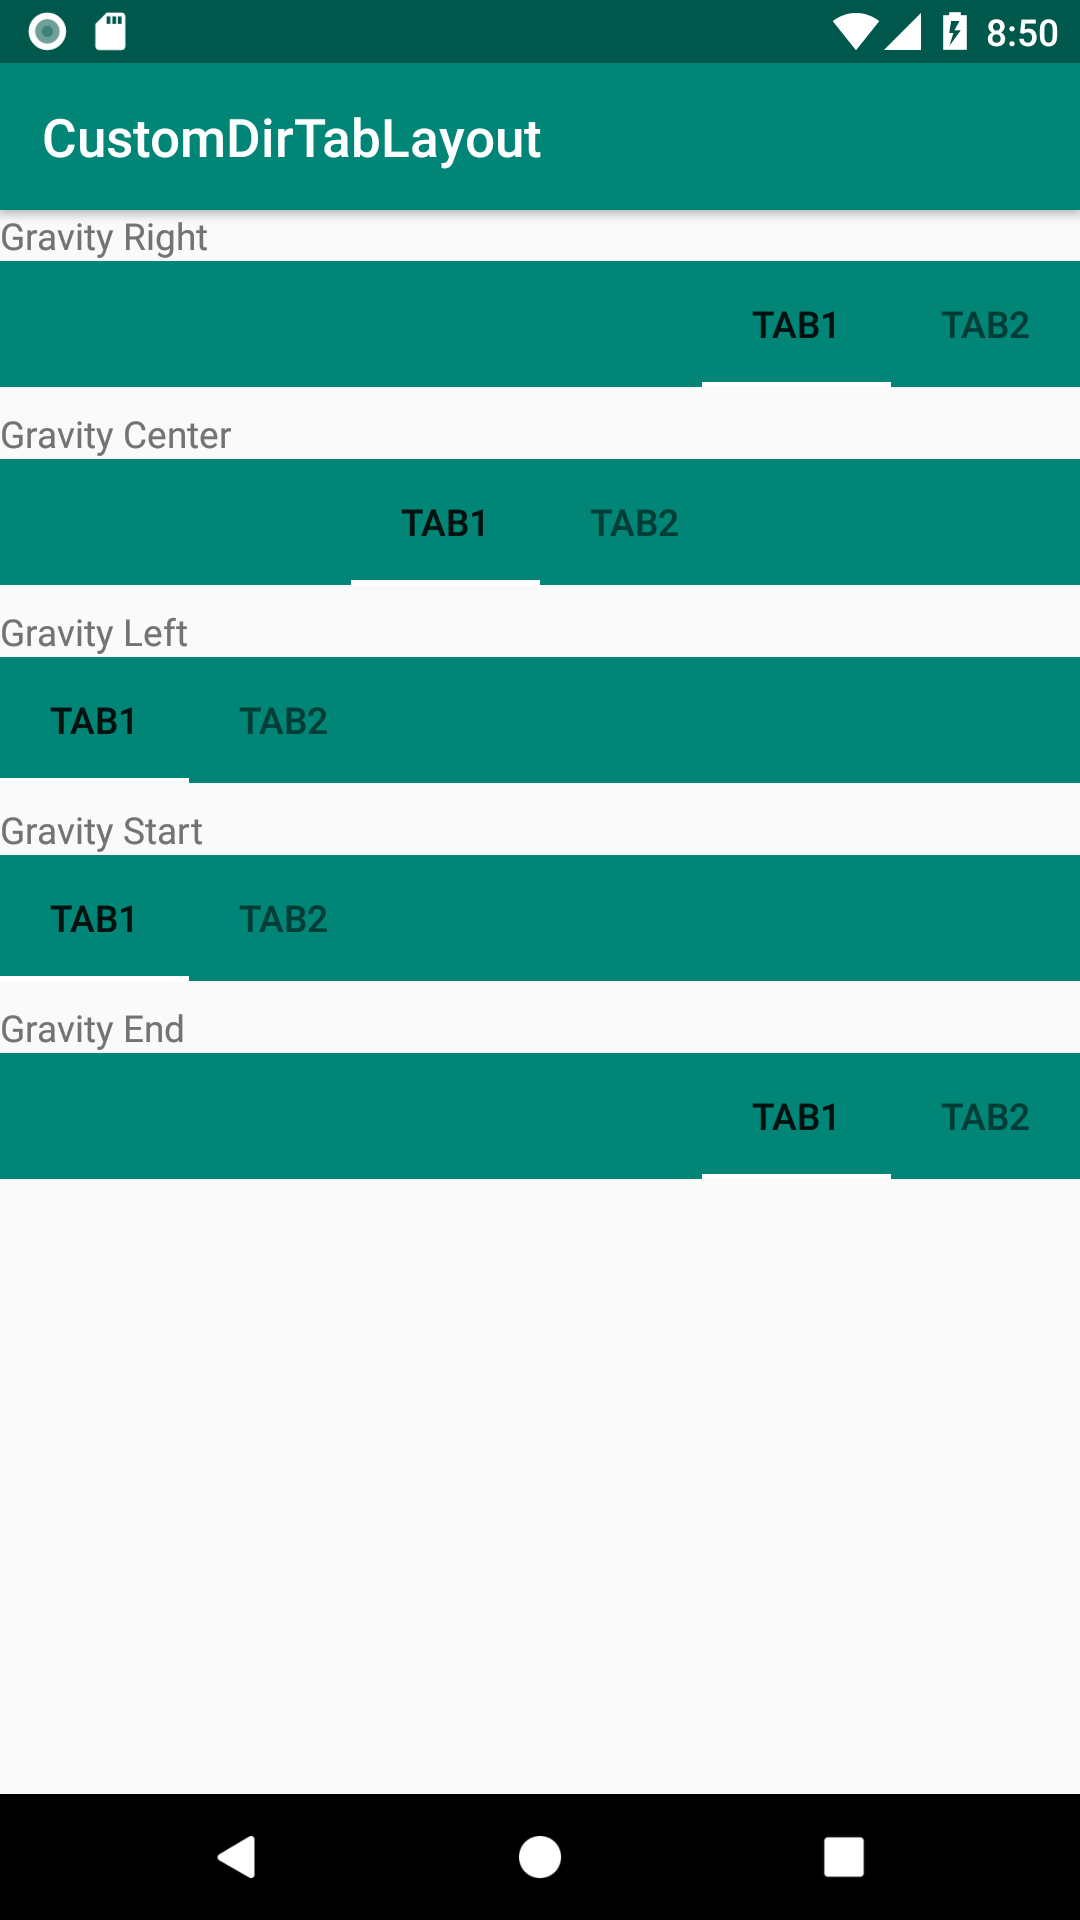 8:50
CustomDirTabLayout
Gravity Right
TAB1 TAB2
Gravity Center
TAB1 TAB2
Gravity Left
TAB1 TAB2
Gravity Start
TAB1 TAB2
Gravity End
TAB1 TAB2